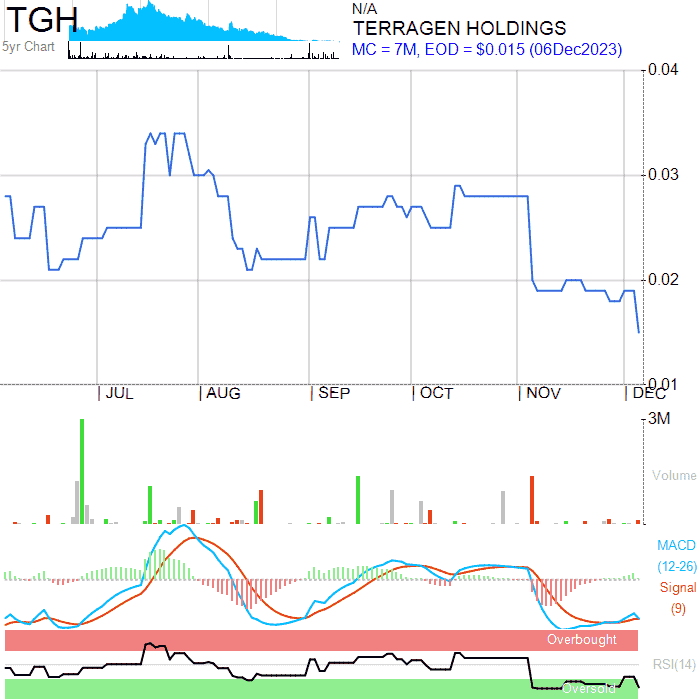 TGH
5yr Chart
N/A
TERRAGEN HOLDINGS
MC = 7M, EOD = $0.015 (06Dec2023)
0.04
0.03
0.02
0.01
| JUL | AUG | SEP | OCT | NOV | DEC
3M
Volume
MACD
(12-26)
Signal
(9)
Overbought
RSI(14)
Oversold